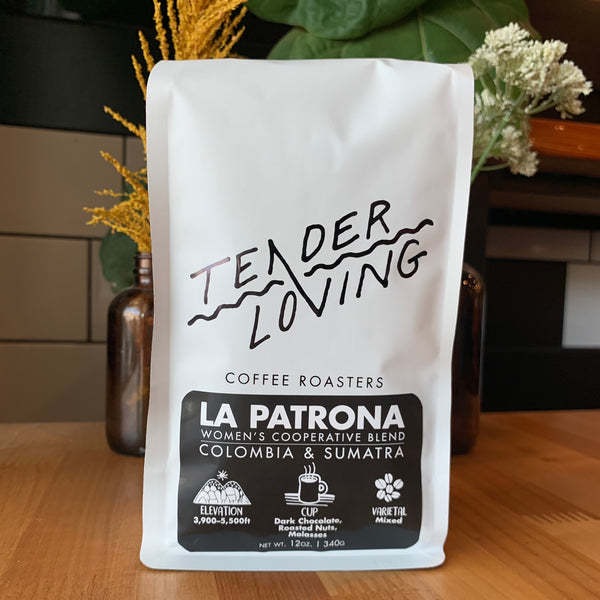 TENDER
LOVING
COFFEE ROASTERS
LA PATRONA
WOMEN'S COOPERATIVE BLEND
COLOMBIA & SUMATRA
ELEVATION
3,900-5,500ft
CUP
Dark Chocolate,
Roasted Nuts,
Molasses
VARIETAL
Mixed
NET WT. 12OZ. | 340G